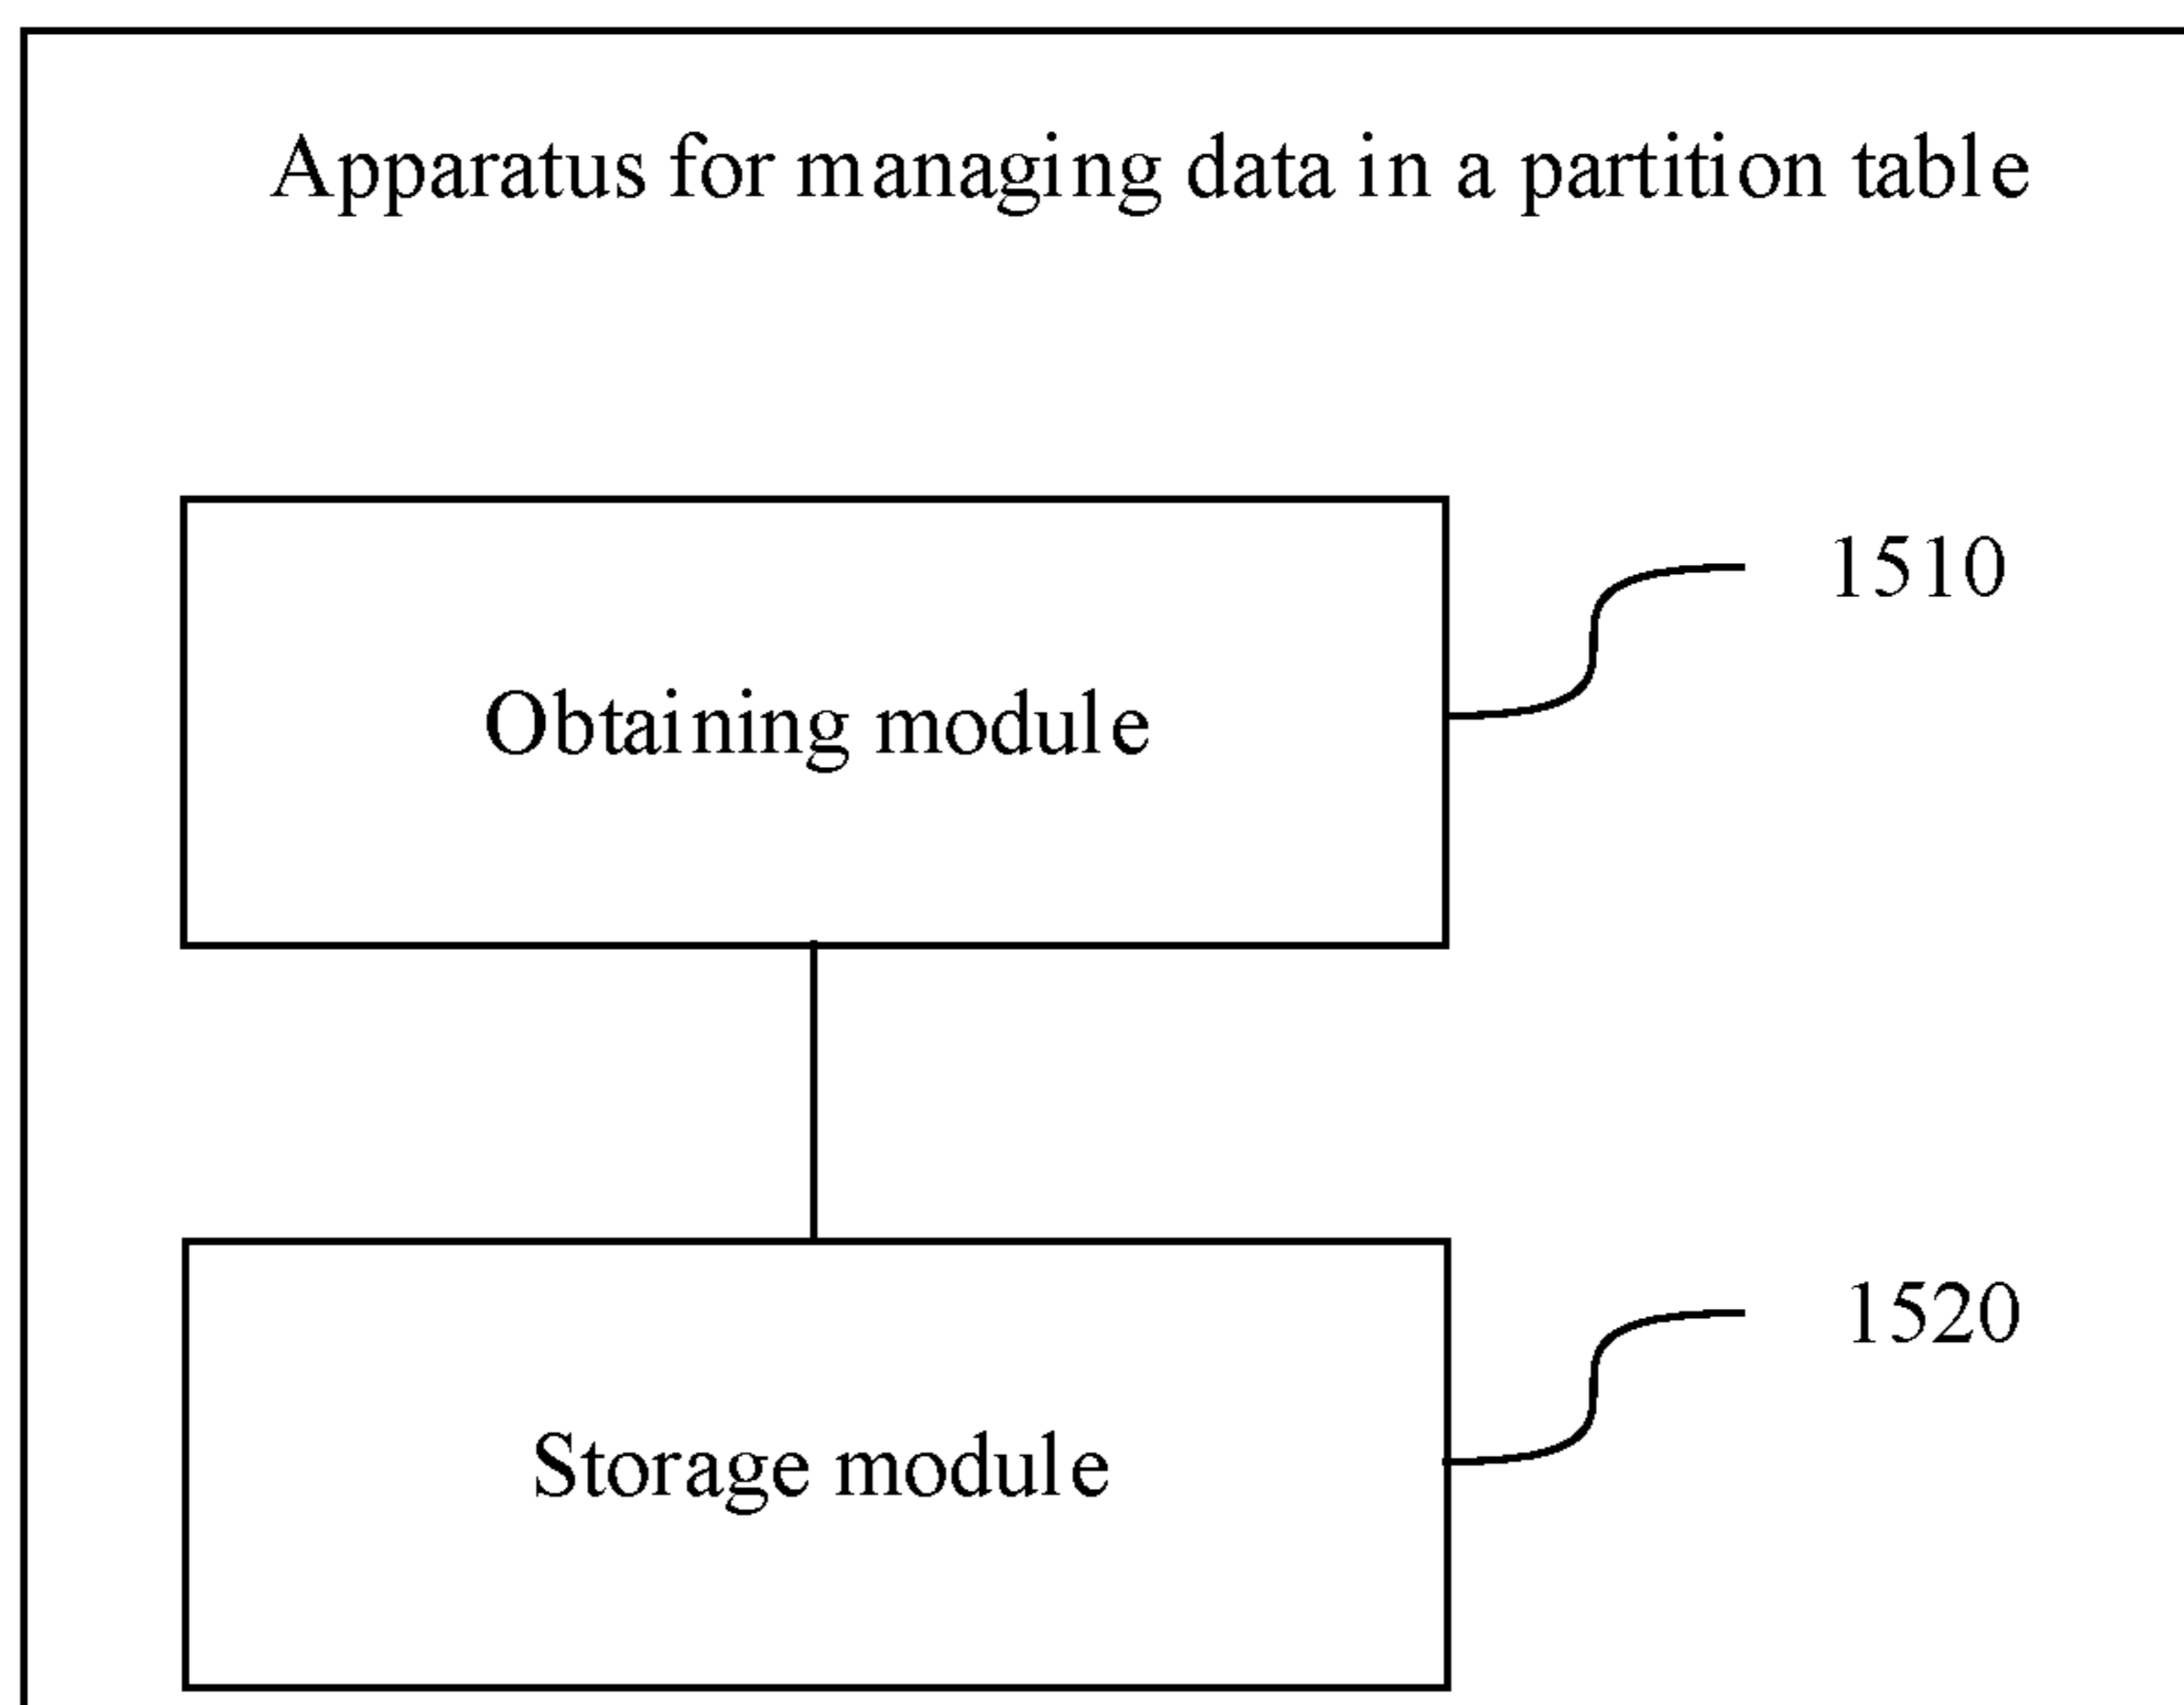 Apparatus for managing data in a partition table
1510
Obtaining module
1520
Storage module